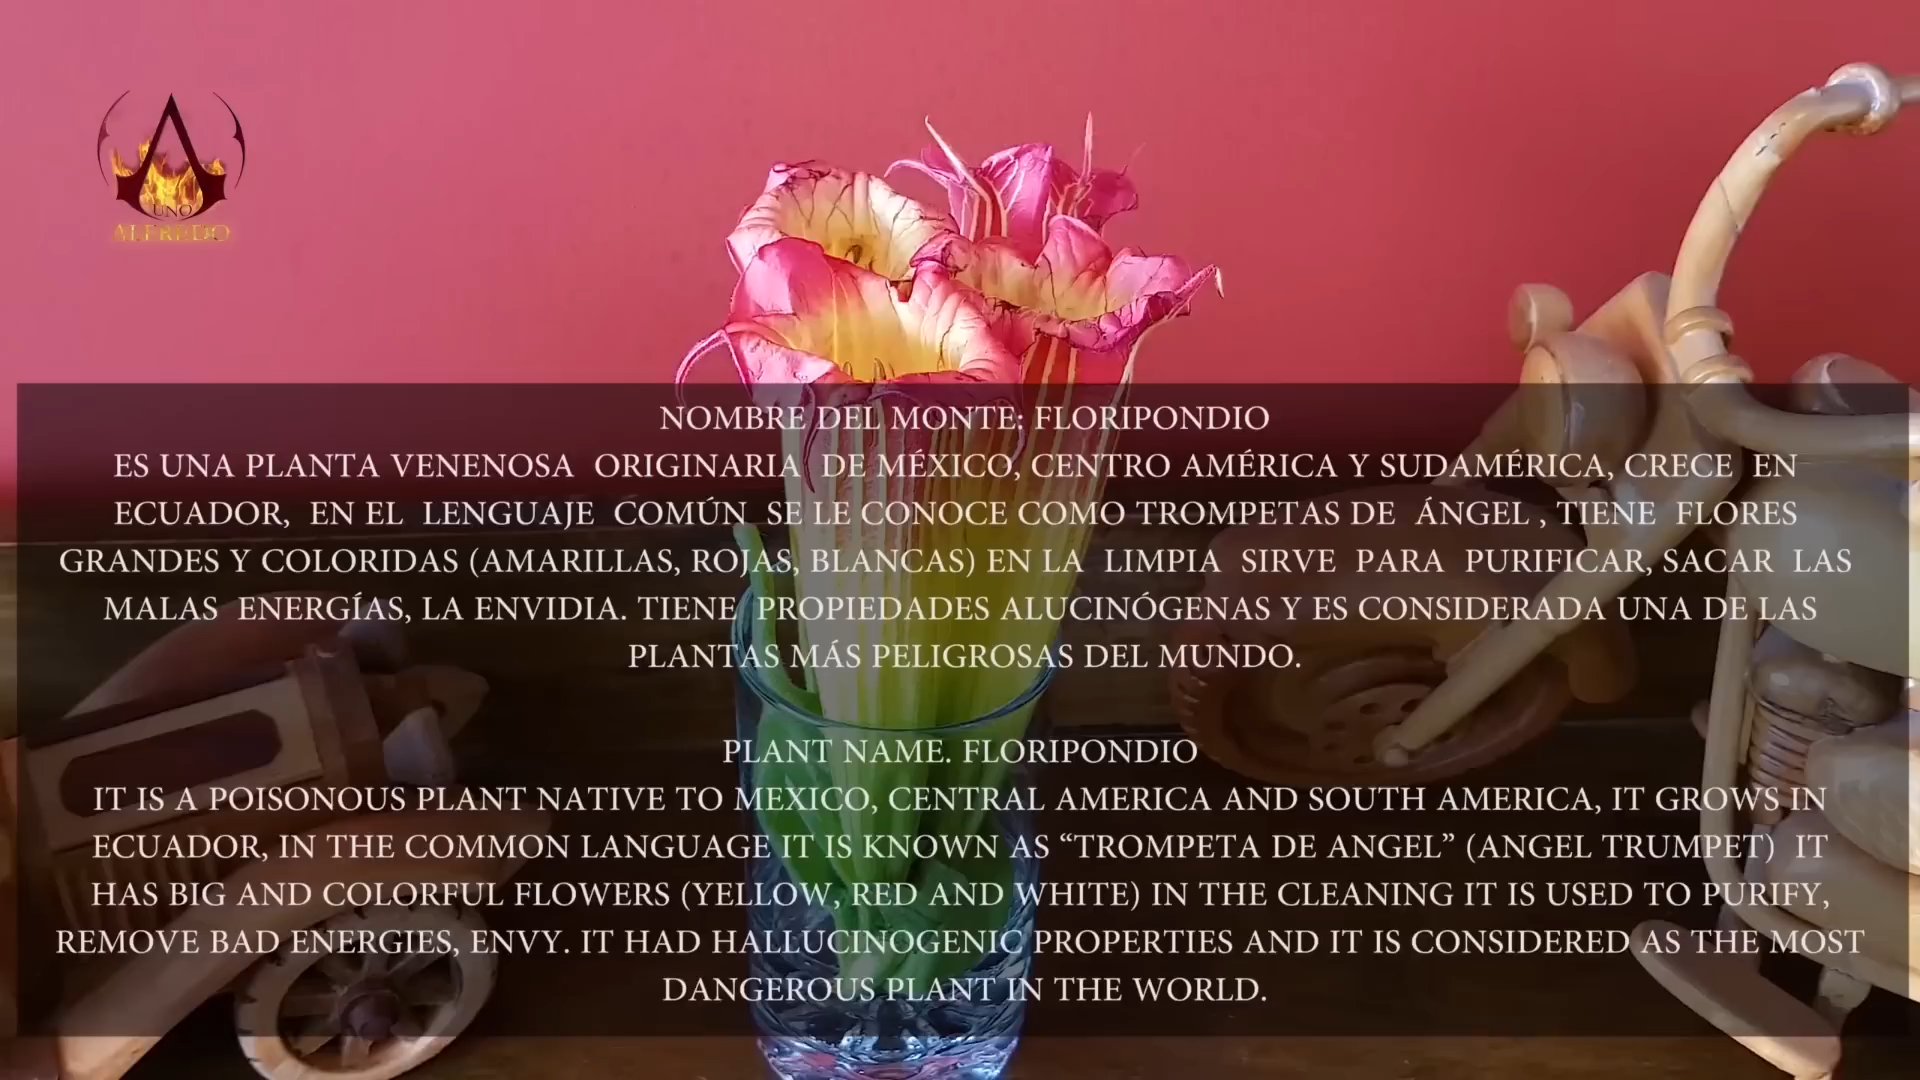 UNO
ALFREDO
NOMBRE DEL MONTE: FLORIPONDIO
ES UNA PLANTA VENENOSA ORIGINARIA DE MÉXICO, CENTRO AMÉRICA Y SUDAMÉRICA, CRECE EN
ECUADOR, EN EL LENGUAJE COMÚN SE LE CONOCE COMO TROMPETAS DE ÁNGEL , TIENE FLORES
GRANDES Y COLORIDAS (AMARILLAS, ROJAS, BLANCAS) EN LA LIMPIA SIRVE PARA PURIFICAR, SACAR LAS
MALAS ENERGÍAS, LA ENVIDIA. TIENE PROPIEDADES ALUCINÓGENAS Y ES CONSIDERADA UNA DE LAS
PLANTAS MÁS PELIGROSAS DEL MUNDO.
PLANT NAME. FLORIPONDIO
IT IS A POISONOUS PLANT NATIVE TO MEXICO, CENTRAL AMERICA AND SOUTH AMERICA, IT GROWS IN
ECUADOR, IN THE COMMON LANGUAGE IT IS KNOWN AS “TROMPETA DE ANGEL” (ANGEL TRUMPET) IT
HAS BIG AND COLORFUL FLOWERS (YELLOW, RED AND WHITE) IN THE CLEANING IT IS USED TO PURIFY,
REMOVE BAD ENERGIES, ENVY. IT HAD HALLUCINOGENIC PROPERTIES AND IT IS CONSIDERED AS THE MOST
DANGEROUS PLANT IN THE WORLD.